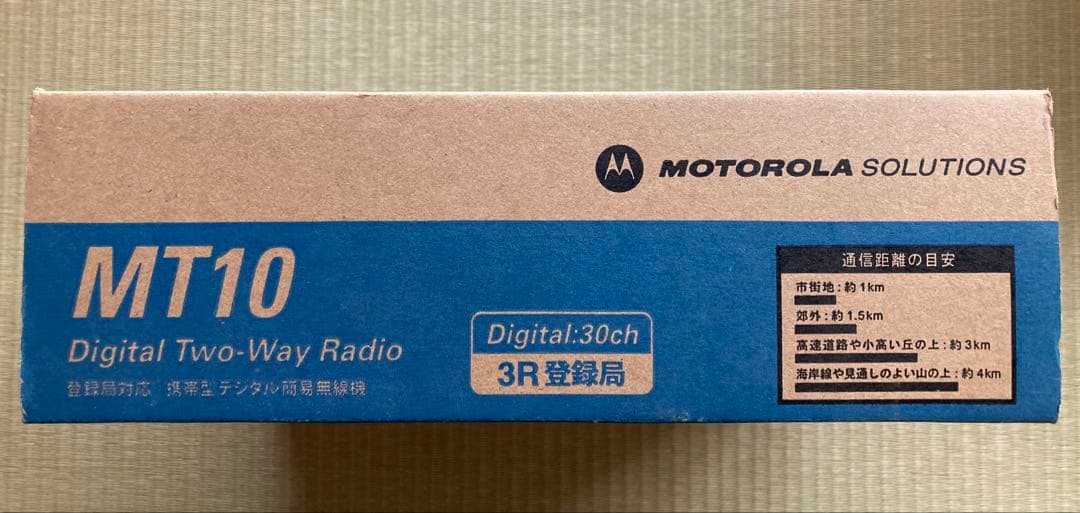 MOTOROLA SOLUTIONS
MT10
Digital Two-Way Radio
登録局対応 携帯型デジタル簡易無線機
Digital:30ch
3R 登録局
通信距離の目安
市街地:約1km
郊外:約1.5km
高速道路や小高い丘の上:約3km
海岸線や見通しのよい山の上:約4km